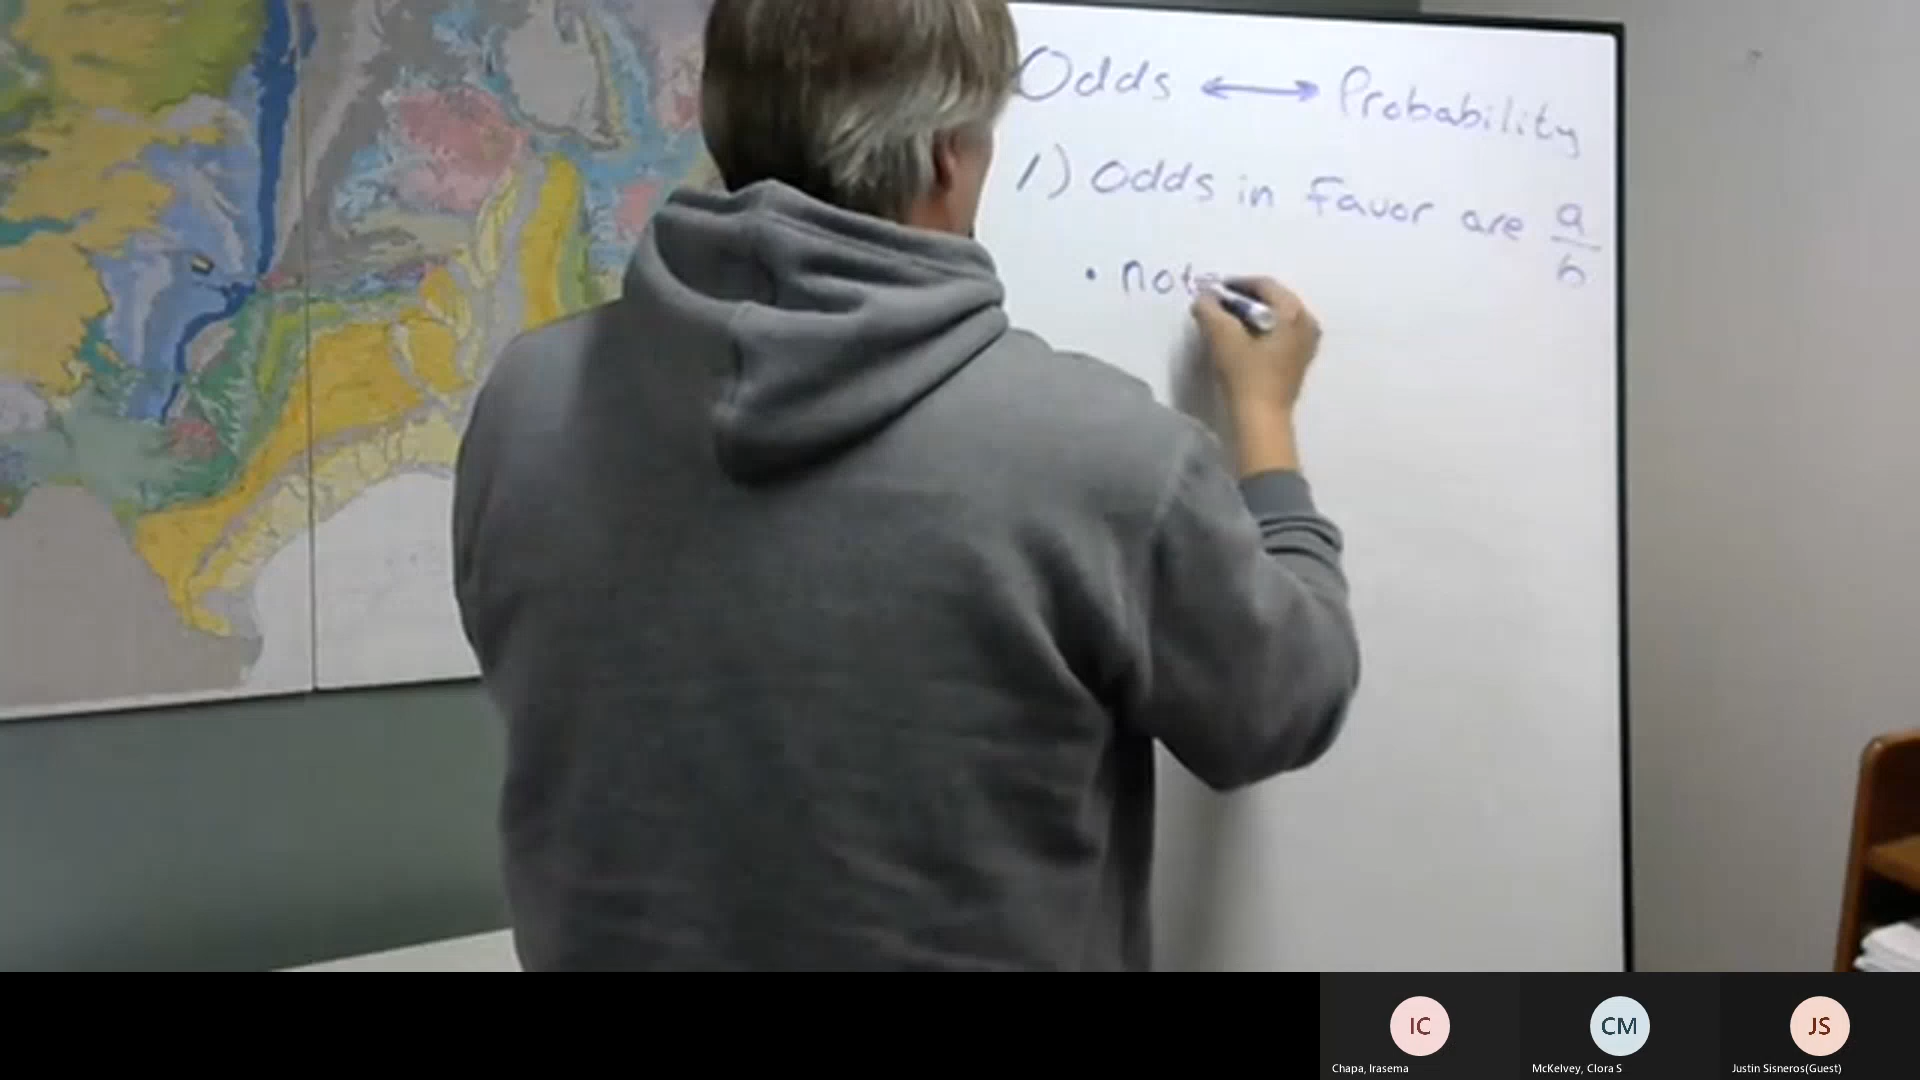 Odds ↔ Probability
1) Odds in favor are a/b
• note
IC
CM
JS
Chapa, Irasema
McKelvey, Clora S
Justin Sisneros(Guest)